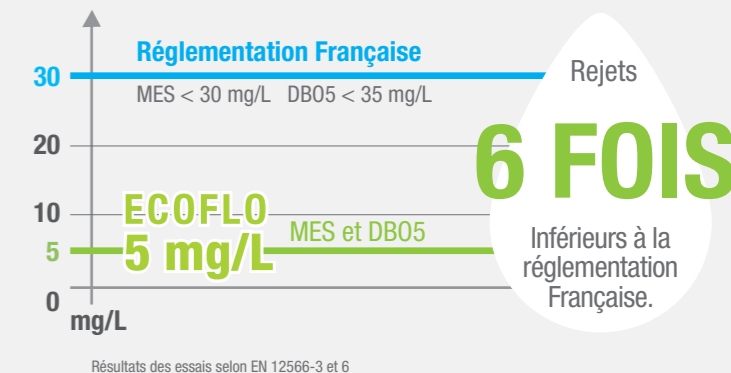 Réglementation Française
30
MES < 30 mg/L DBO5 < 35 mg/L
20
10
ECOFLO
5 mg/L
MES et DBO5
5
0
mg/L
Rejets
6 FOIS
Inférieurs à la
réglementation
Française.
Résultats des essais selon EN 12566-3 et 6